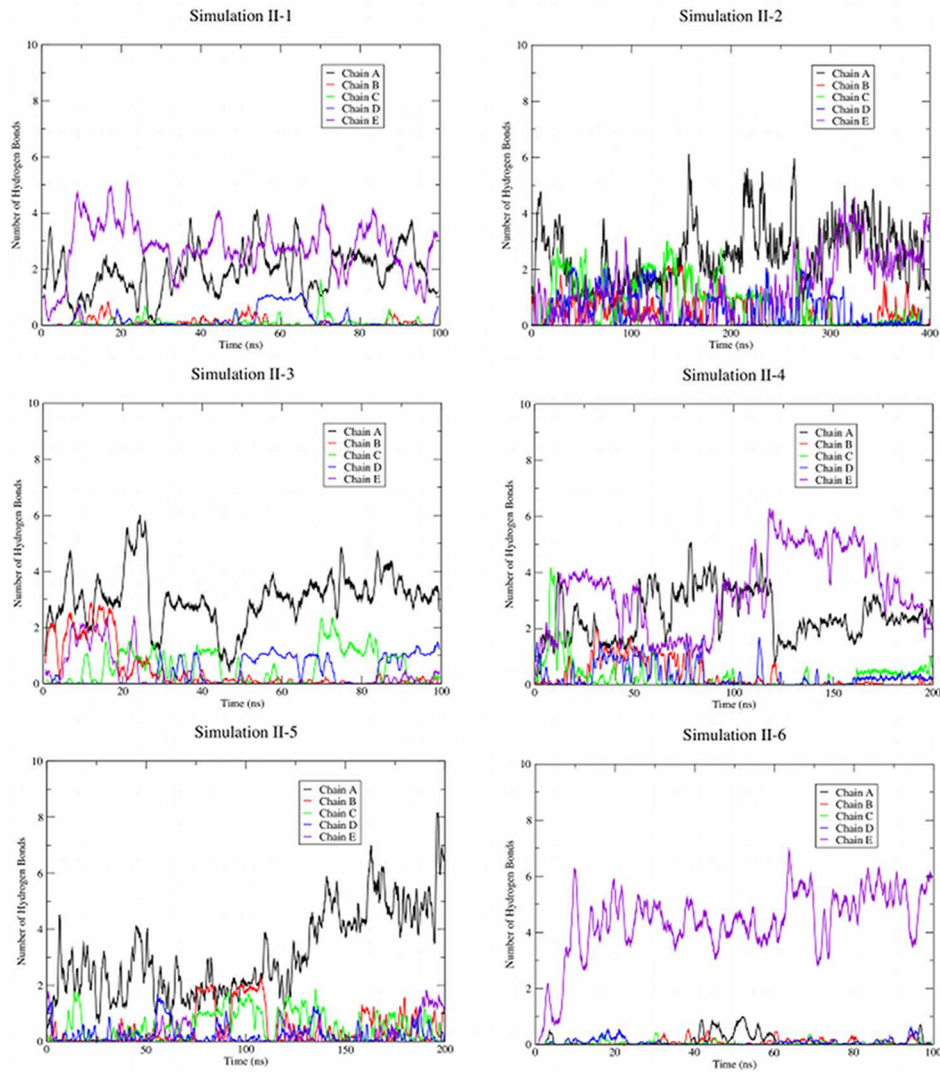 Simulation II-1
10
8
6
4
2
0
Number of Hydrogen Bonds
Chain A
Chain B
Chain C
Chain D
Chain E
0 20 40 60 80 100
Time (ns)
Simulation II-2
10
8
6
4
2
0
Number of Hydrogen Bonds
Chain A
Chain B
Chain C
Chain D
Chain E
0 100 200 300 400
Time (ns)
Simulation II-3
10
8
6
4
2
0
Number of Hydrogen Bonds
Chain A
Chain B
Chain C
Chain D
Chain E
0 20 40 60 80 100
Time (ns)
Simulation II-4
10
8
6
4
2
0
Number of Hydrogen Bonds
Chain A
Chain B
Chain C
Chain D
Chain E
0 50 100 150 200
Time (ns)
Simulation II-5
10
8
6
4
2
0
Number of Hydrogen Bonds
Chain A
Chain B
Chain C
Chain D
Chain E
0 50 100 150 200
Time (ns)
Simulation II-6
10
8
6
4
2
0
Number of Hydrogen Bonds
Chain A
Chain B
Chain C
Chain D
Chain E
0 20 40 60 80 100
Time (ns)